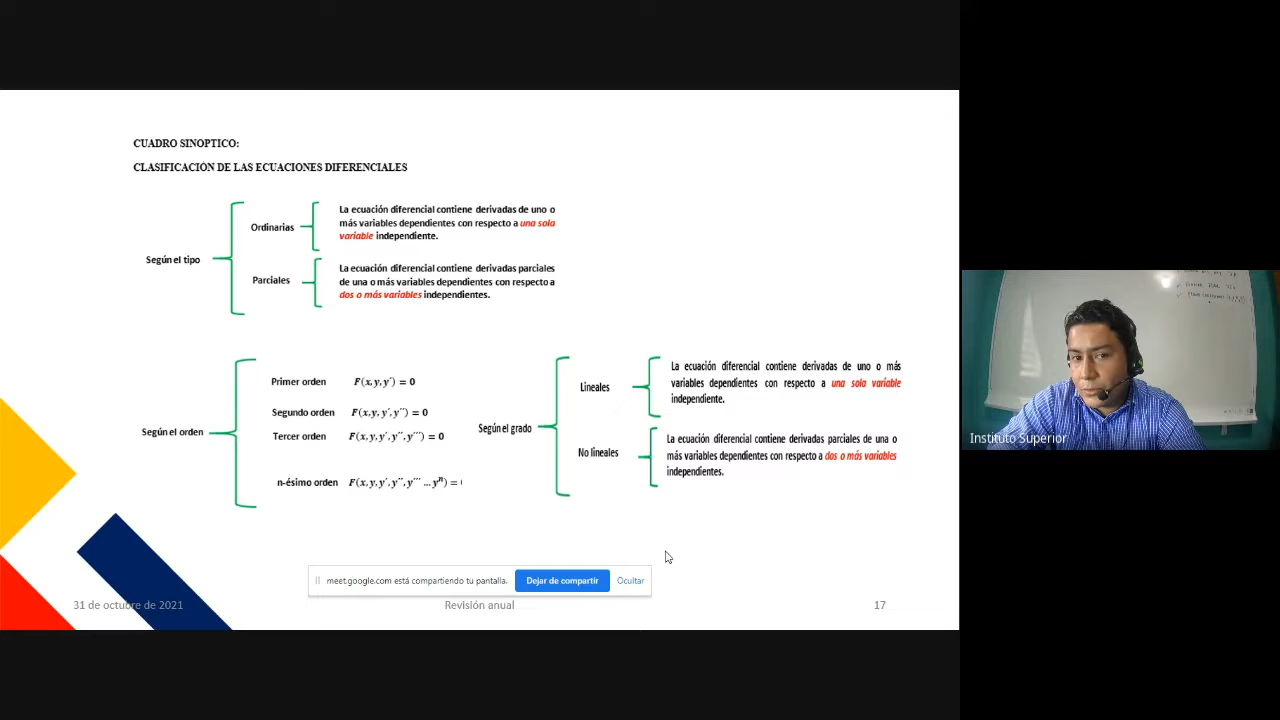 CUADRO SINOPTICO:
CLASIFICACIÓN DE LAS ECUACIONES DIFERENCIALES
Según el tipo
Ordinarias
La ecuación diferencial contiene derivadas de uno o
más variables dependientes con respecto a una sola
variable independiente.
Parciales
La ecuación diferencial contiene derivadas parciales
de una o más variables dependientes con respecto a
dos o más variables independientes.
Según el orden
Primer orden F(x, y, y´) = 0
Segundo orden F(x, y, y´, y´´) = 0
Tercer orden F(x, y, y´, y´´, y´´´) = 0
n-ésimo orden F(x, y, y´, y´´, y´´´ … yⁿ) =
Según el grado
Lineales
La ecuación diferencial contiene derivadas de uno o más
variables dependientes con respecto a una sola variable
independiente.
No lineales
La ecuación diferencial contiene derivadas parciales de una o
más variables dependientes con respecto a dos o más variables
independientes.
meet.google.com está compartiendo tu pantalla. Dejar de compartir Ocultar
31 de octubre de 2021 Revisión anual 17
Instituto Superior